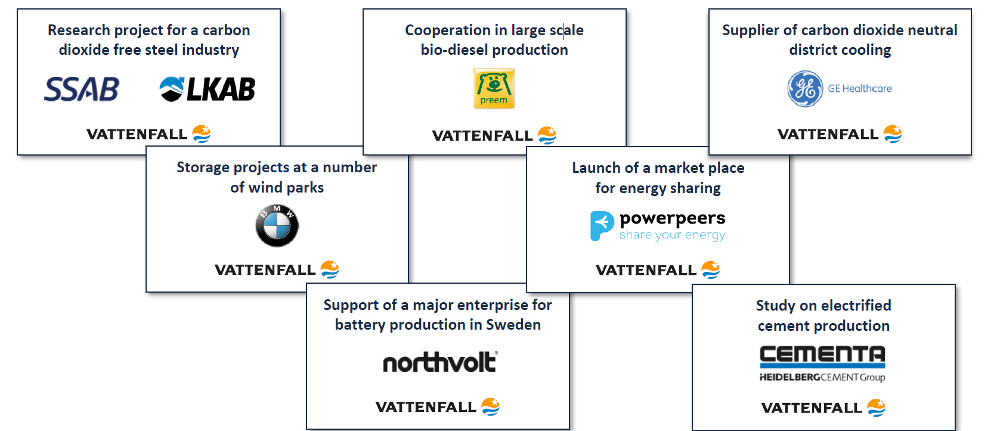 Research project for a carbon
dioxide free steel industry
SSAB
LKAB
VATTENFALL
Cooperation in large scale
bio-diesel production
preem
VATTENFALL
Supplier of carbon dioxide neutral
district cooling
GE
GE Healthcare
VATTENFALL
Storage projects at a number
of wind parks
BMW
VATTENFALL
Launch of a market place
for energy sharing
powerpeers
share your energy
VATTENFALL
Support of a major enterprise for
battery production in Sweden
northvolt®
VATTENFALL
Study on electrified
cement production
CEMENTA
HEIDELBERGCEMENT Group
VATTENFALL